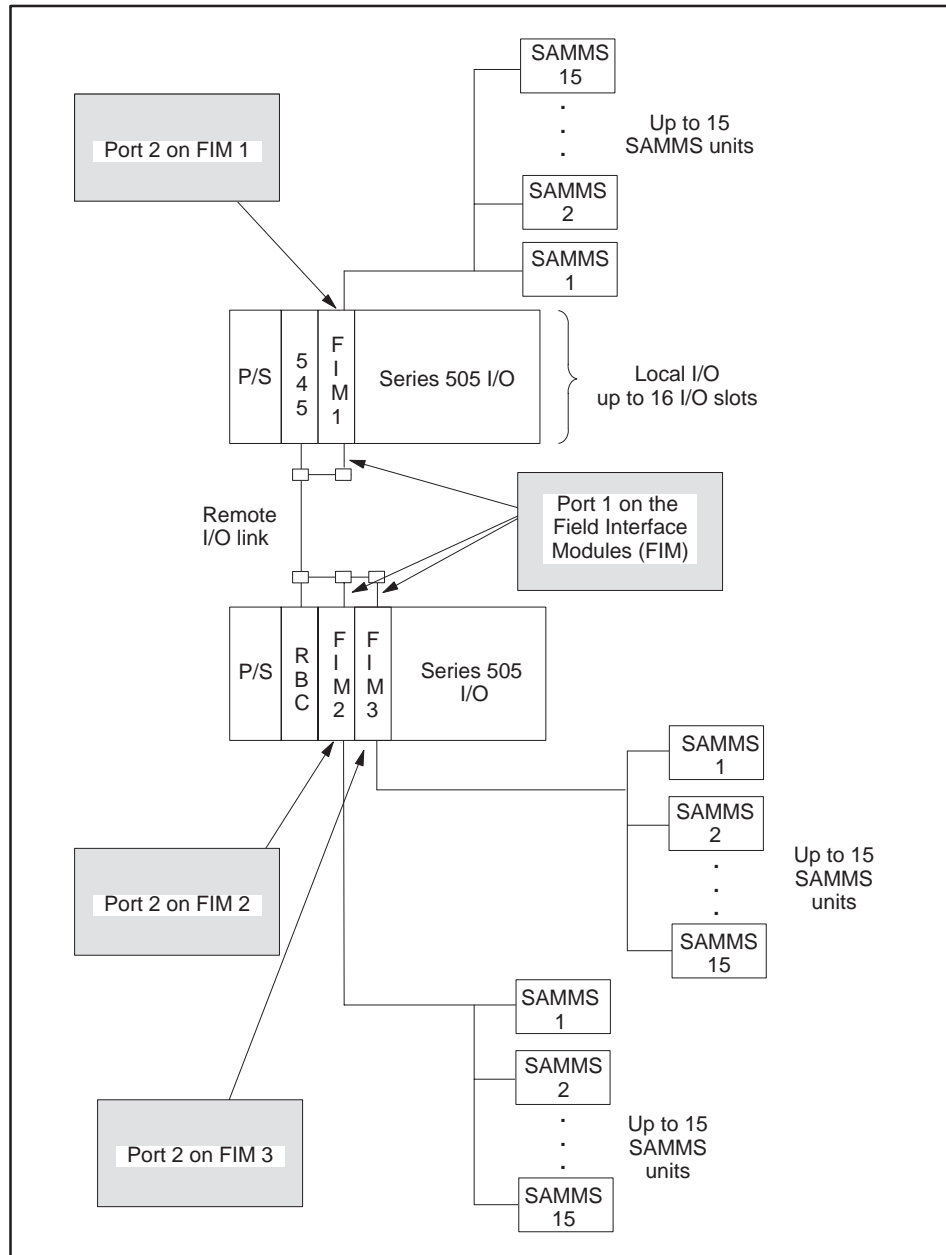 SAMMS
15
.
.
.
Up to 15
SAMMS units
Port 2 on FIM 1
SAMMS
2
SAMMS
1
P/S
5
4
5
F
I
M
1
Series 505 I/O
Local I/O
up to 16 I/O slots
Remote
I/O link
Port 1 on the
Field Interface
Modules (FIM)
P/S
R
B
C
F
I
M
2
F
I
M
3
Series 505
I/O
SAMMS
1
SAMMS
2
.
.
.
Up to 15
SAMMS
units
SAMMS
15
Port 2 on FIM 2
SAMMS
1
SAMMS
2
.
.
.
Up to 15
SAMMS
units
SAMMS
15
Port 2 on FIM 3